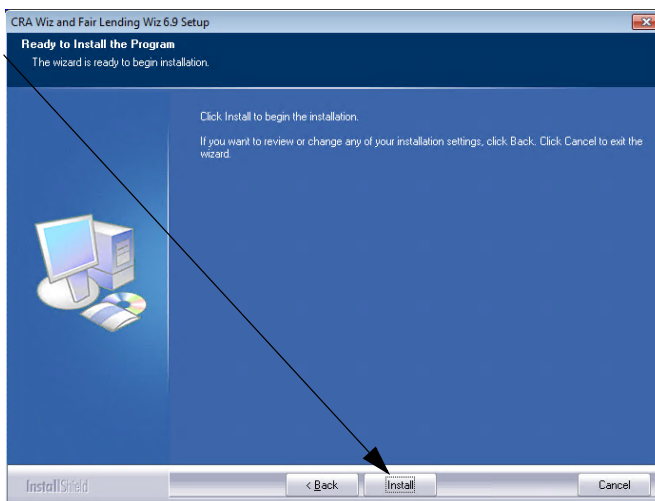 CRA Wiz and Fair Lending Wiz 6.9 Setup
Ready to Install the Program
The wizard is ready to begin installation.
Click Install to begin the installation.
If you want to review or change any of your installation settings, click Back. Click Cancel to exit the
wizard.
InstallShield
< Back
Install
Cancel